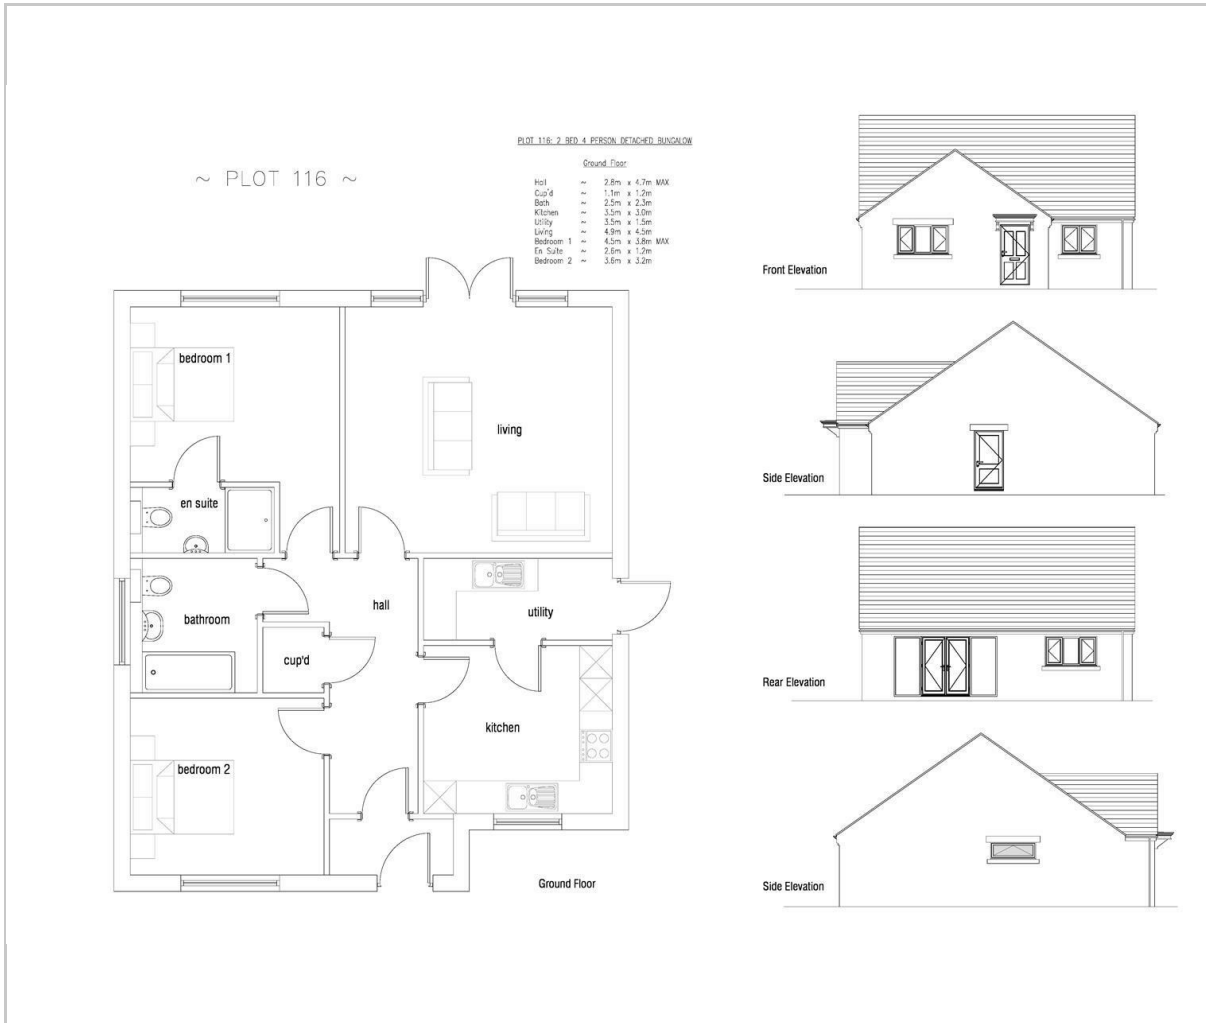 ~ PLOT 116 ~
PLOT 116: 2 BED 4 PERSON DETACHED BUNGALOW
Ground Floor
Hall ~ 2.8m x 4.7m MAX
Cup'd ~ 1.1m x 1.2m
Bath ~ 2.5m x 2.3m
Kitchen ~ 3.5m x 3.0m
Utility ~ 3.5m x 1.5m
Living ~ 4.9m x 4.5m
Bedroom 1 ~ 4.5m x 3.8m MAX
En Suite ~ 2.6m x 1.2m
Bedroom 2 ~ 3.6m x 3.2m
bedroom 1
living
en suite
hall
utility
bathroom
cup'd
kitchen
bedroom 2
Ground Floor
Front Elevation
Side Elevation
Rear Elevation
Side Elevation